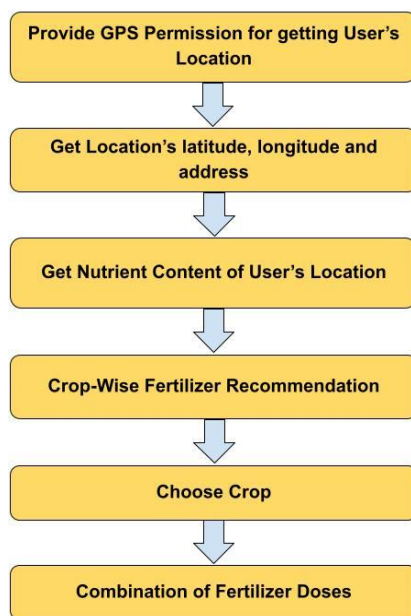 Provide GPS Permission for getting User's
Location
Get Location's latitude, longitude and
address
Get Nutrient Content of User's Location
Crop-Wise Fertilizer Recommendation
Choose Crop
Combination of Fertilizer Doses